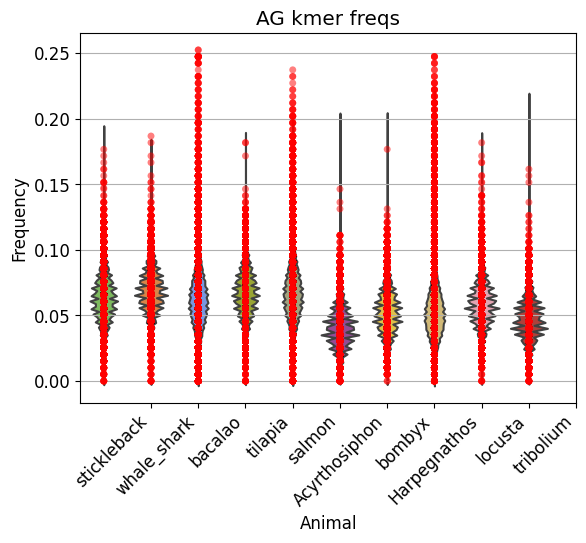 AG kmer freqs
0.25
0.20
0.15
0.10
0.05
0.00
Frequency
stickleback
whale_shark
bacalao
tilapia
salmon
Acyrthosiphon
bombyx
Harpegnathos
locusta
tribolium
Animal